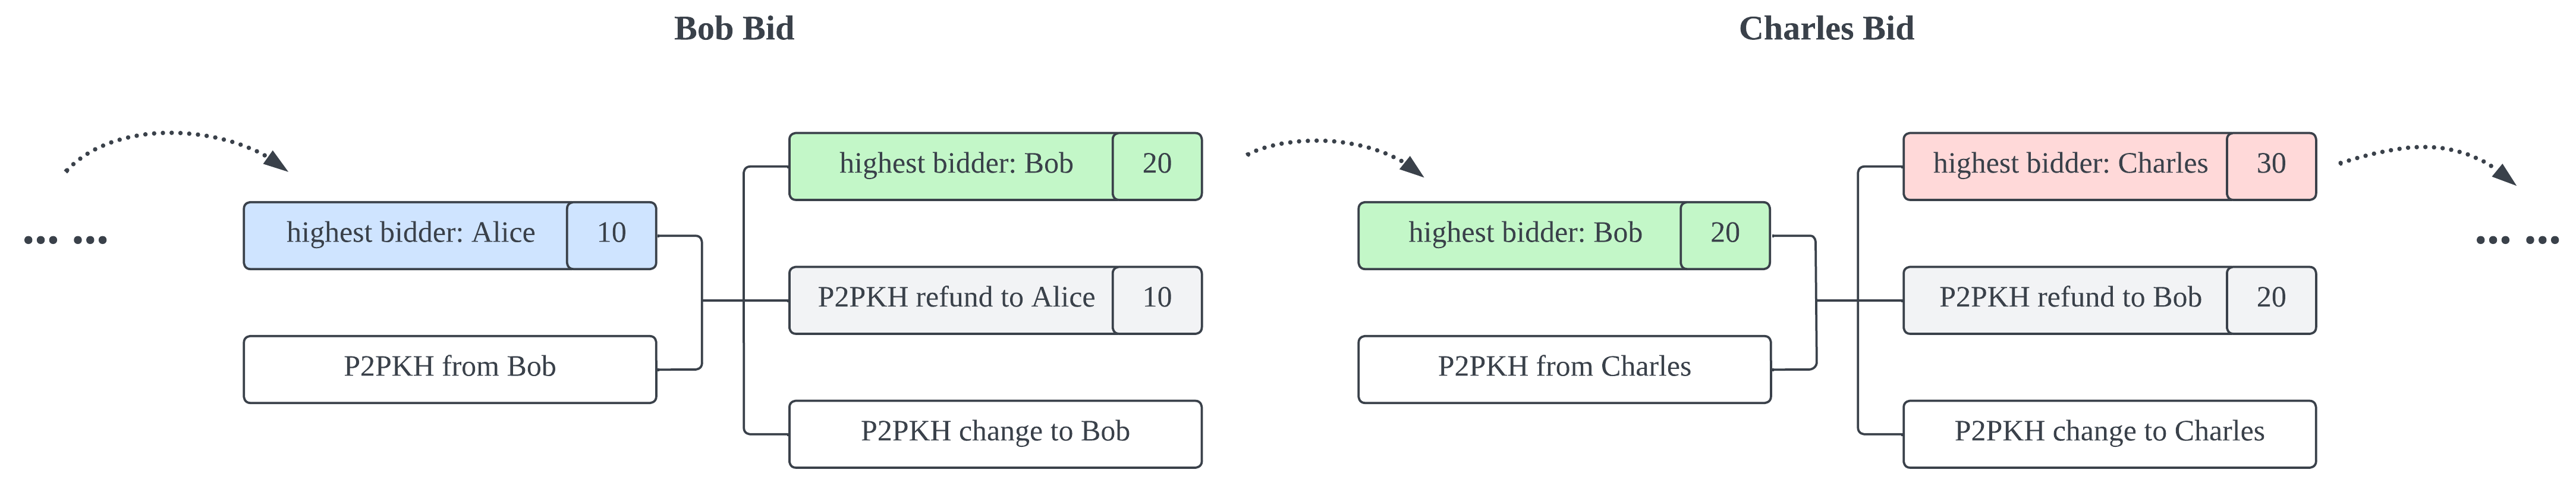 Bob Bid
Charles Bid
highest bidder: Alice 10
P2PKH from Bob
highest bidder: Bob 20
P2PKH refund to Alice 10
P2PKH change to Bob
highest bidder: Bob 20
P2PKH from Charles
highest bidder: Charles 30
P2PKH refund to Bob 20
P2PKH change to Charles